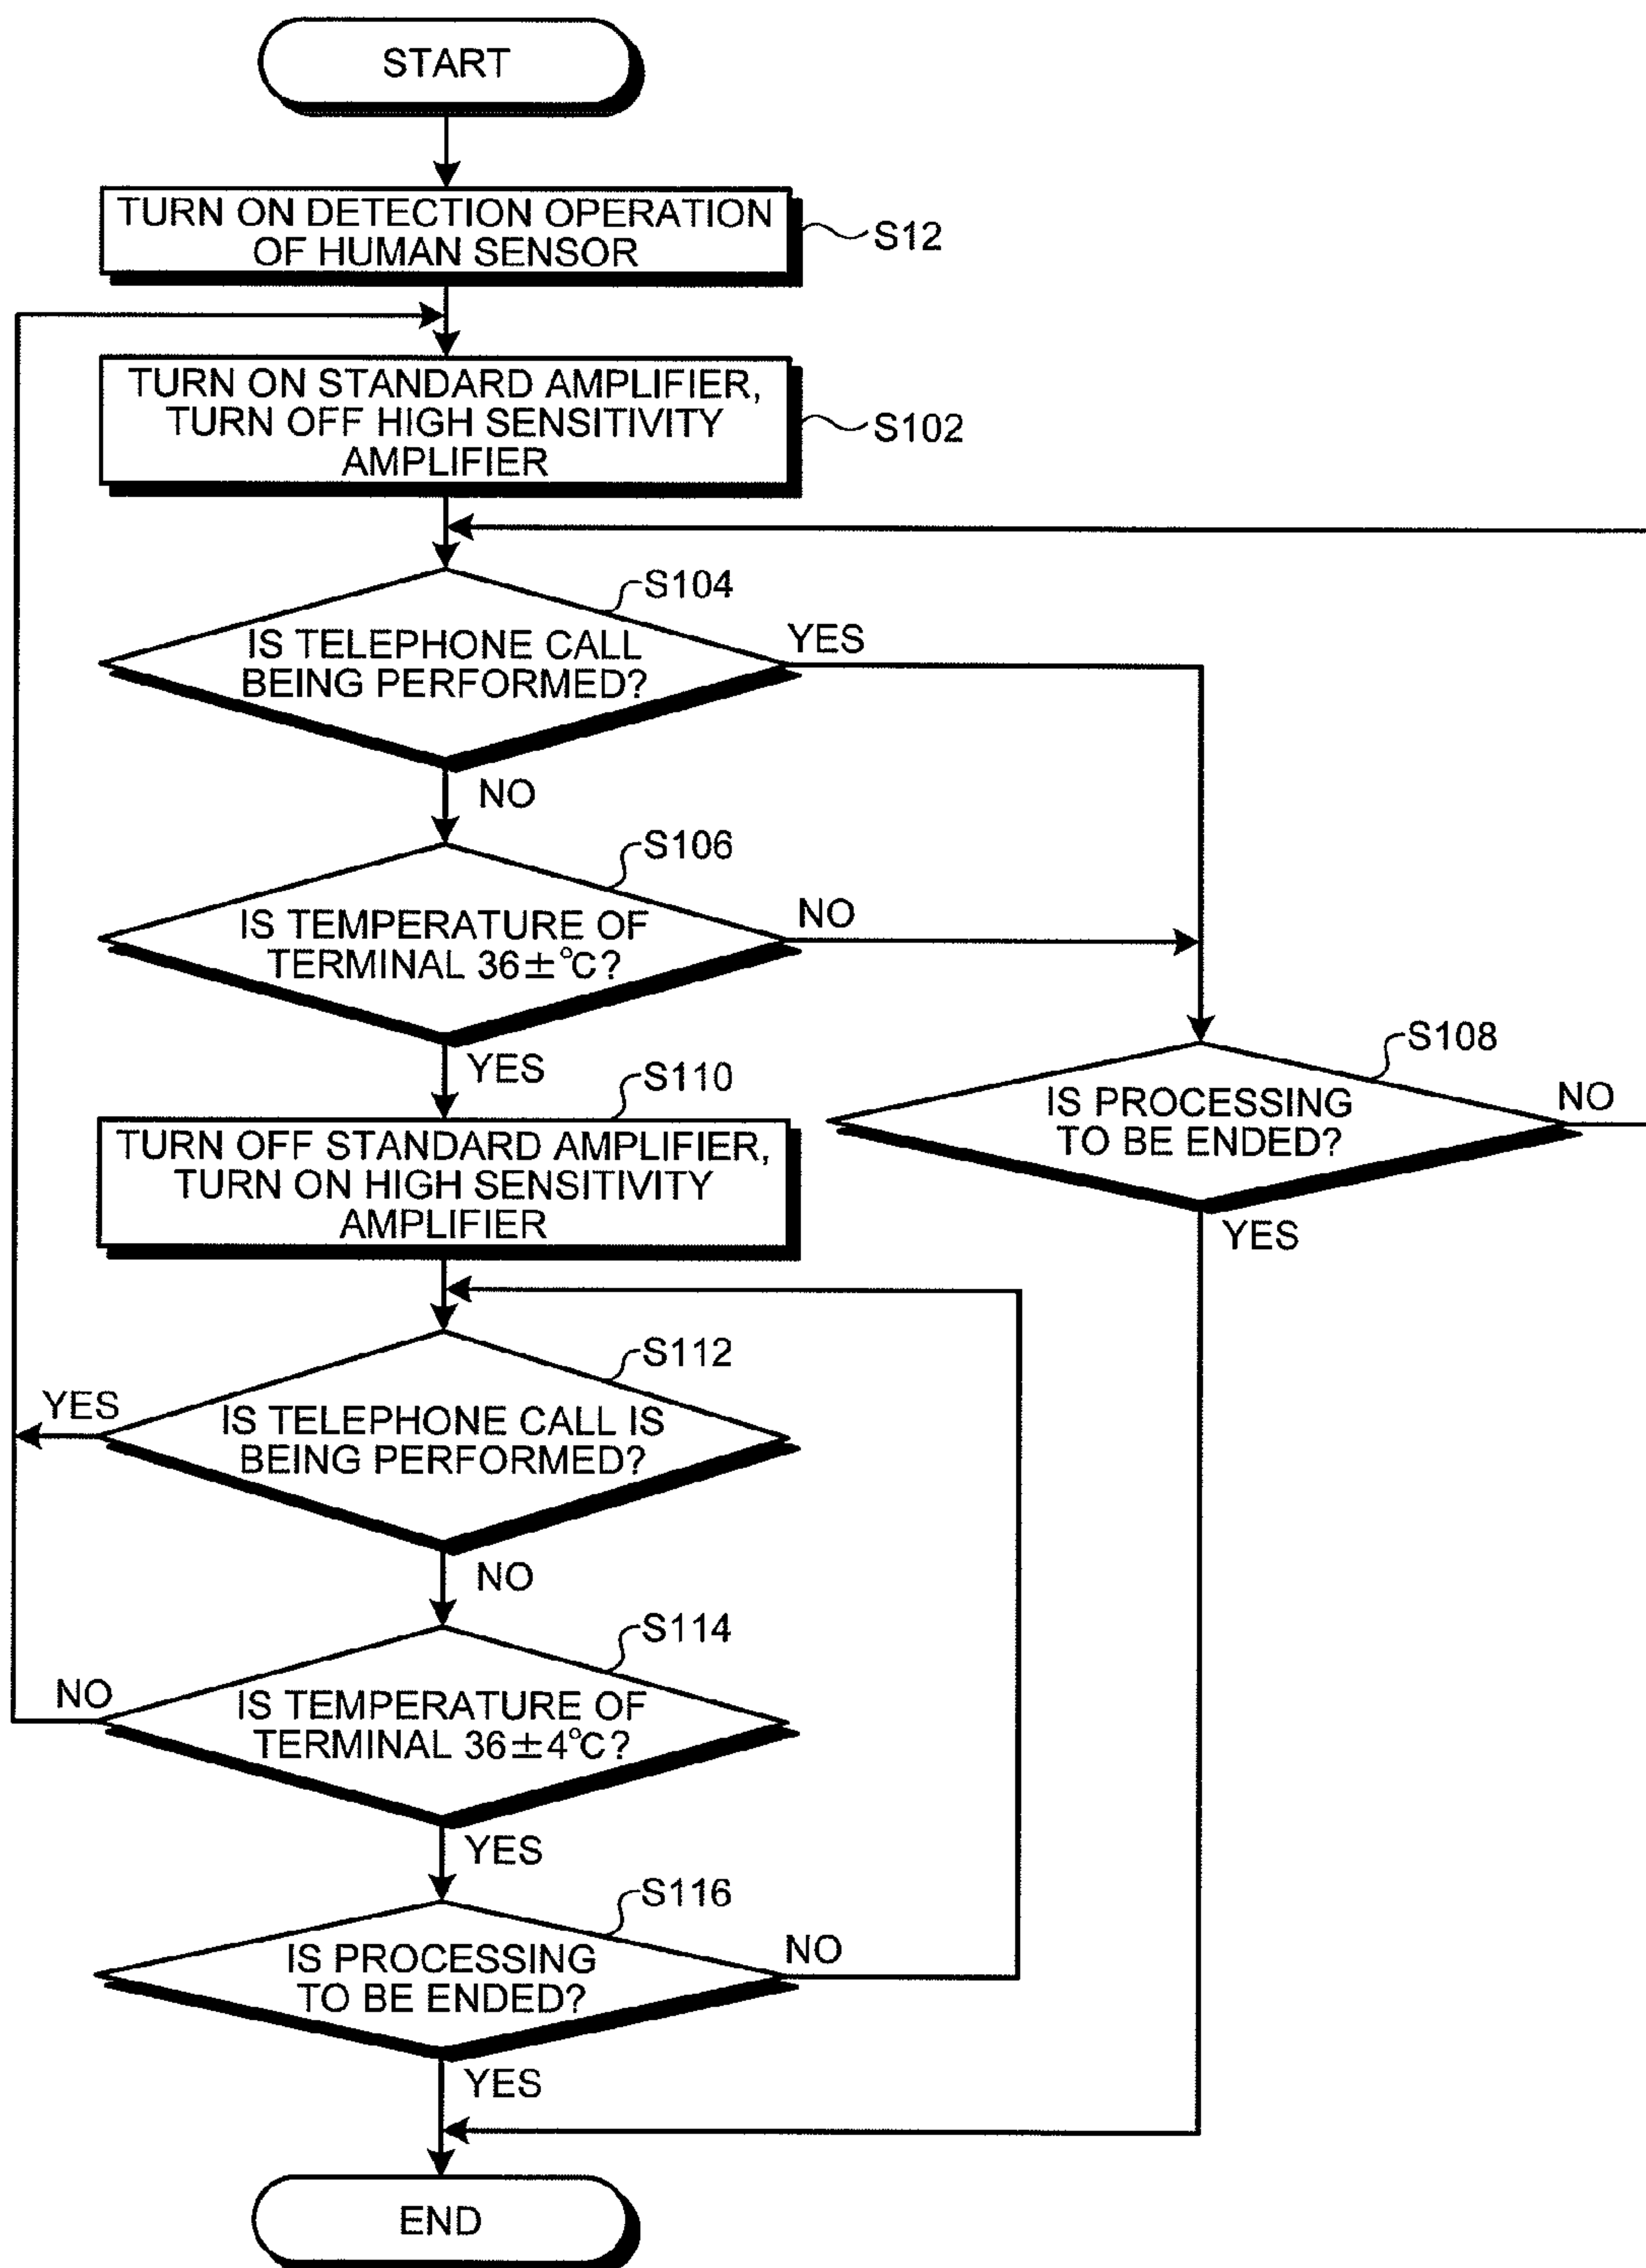 START
TURN ON DETECTION OPERATION
OF HUMAN SENSOR
S12
TURN ON STANDARD AMPLIFIER,
TURN OFF HIGH SENSITIVITY
AMPLIFIER
S102
S104
IS TELEPHONE CALL
BEING PERFORMED?
YES
NO
S106
IS TEMPERATURE OF
TERMINAL 36±°C?
NO
YES
S108
IS PROCESSING
TO BE ENDED?
NO
YES
S110
TURN OFF STANDARD AMPLIFIER,
TURN ON HIGH SENSITIVITY
AMPLIFIER
S112
YES
IS TELEPHONE CALL IS
BEING PERFORMED?
NO
S114
NO
IS TEMPERATURE OF
TERMINAL 36±4°C?
YES
S116
IS PROCESSING
TO BE ENDED?
NO
YES
END